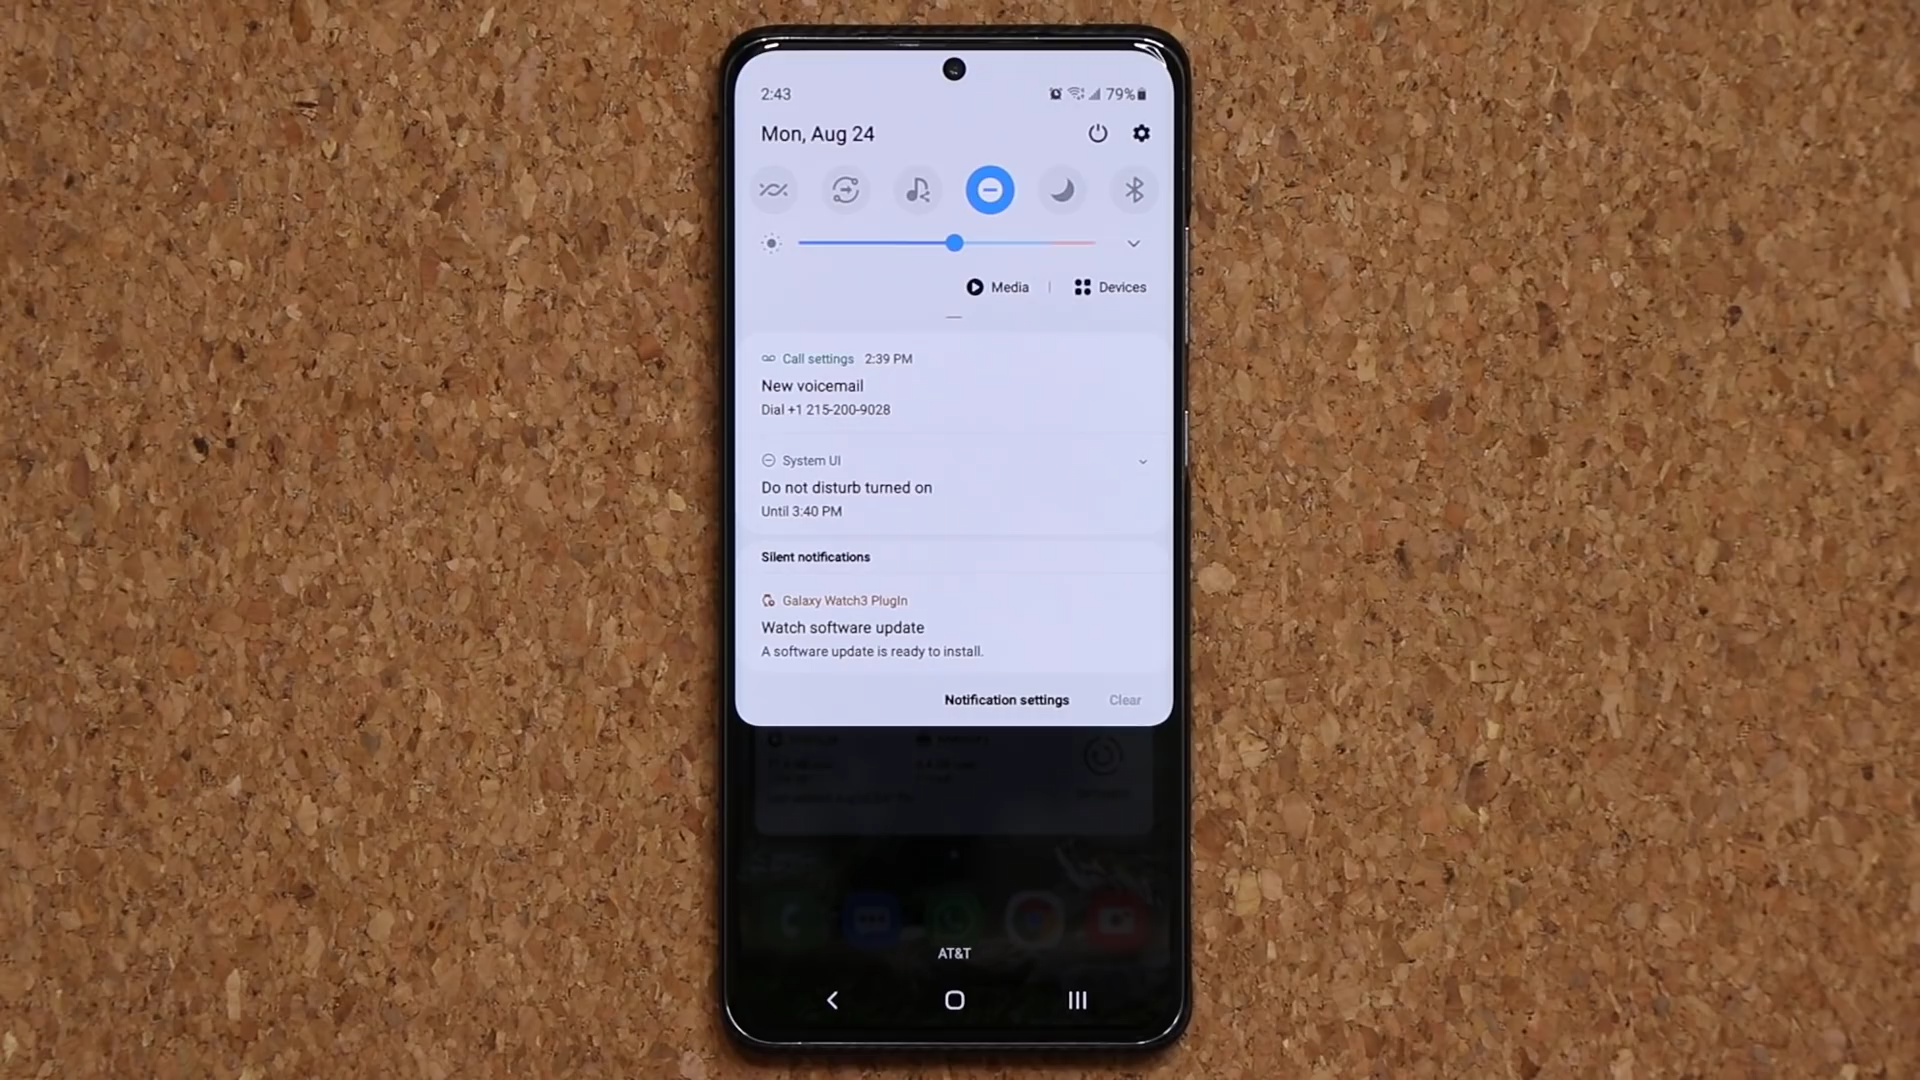 2:43 79%
Mon, Aug 24
Media | Devices
Call settings 2:39 PM
New voicemail
Dial +1 215-200-9028
System UI
Do not disturb turned on
Until 3:40 PM
Silent notifications
Galaxy Watch3 PlugIn
Watch software update
A software update is ready to install.
Notification settings Clear
AT&T